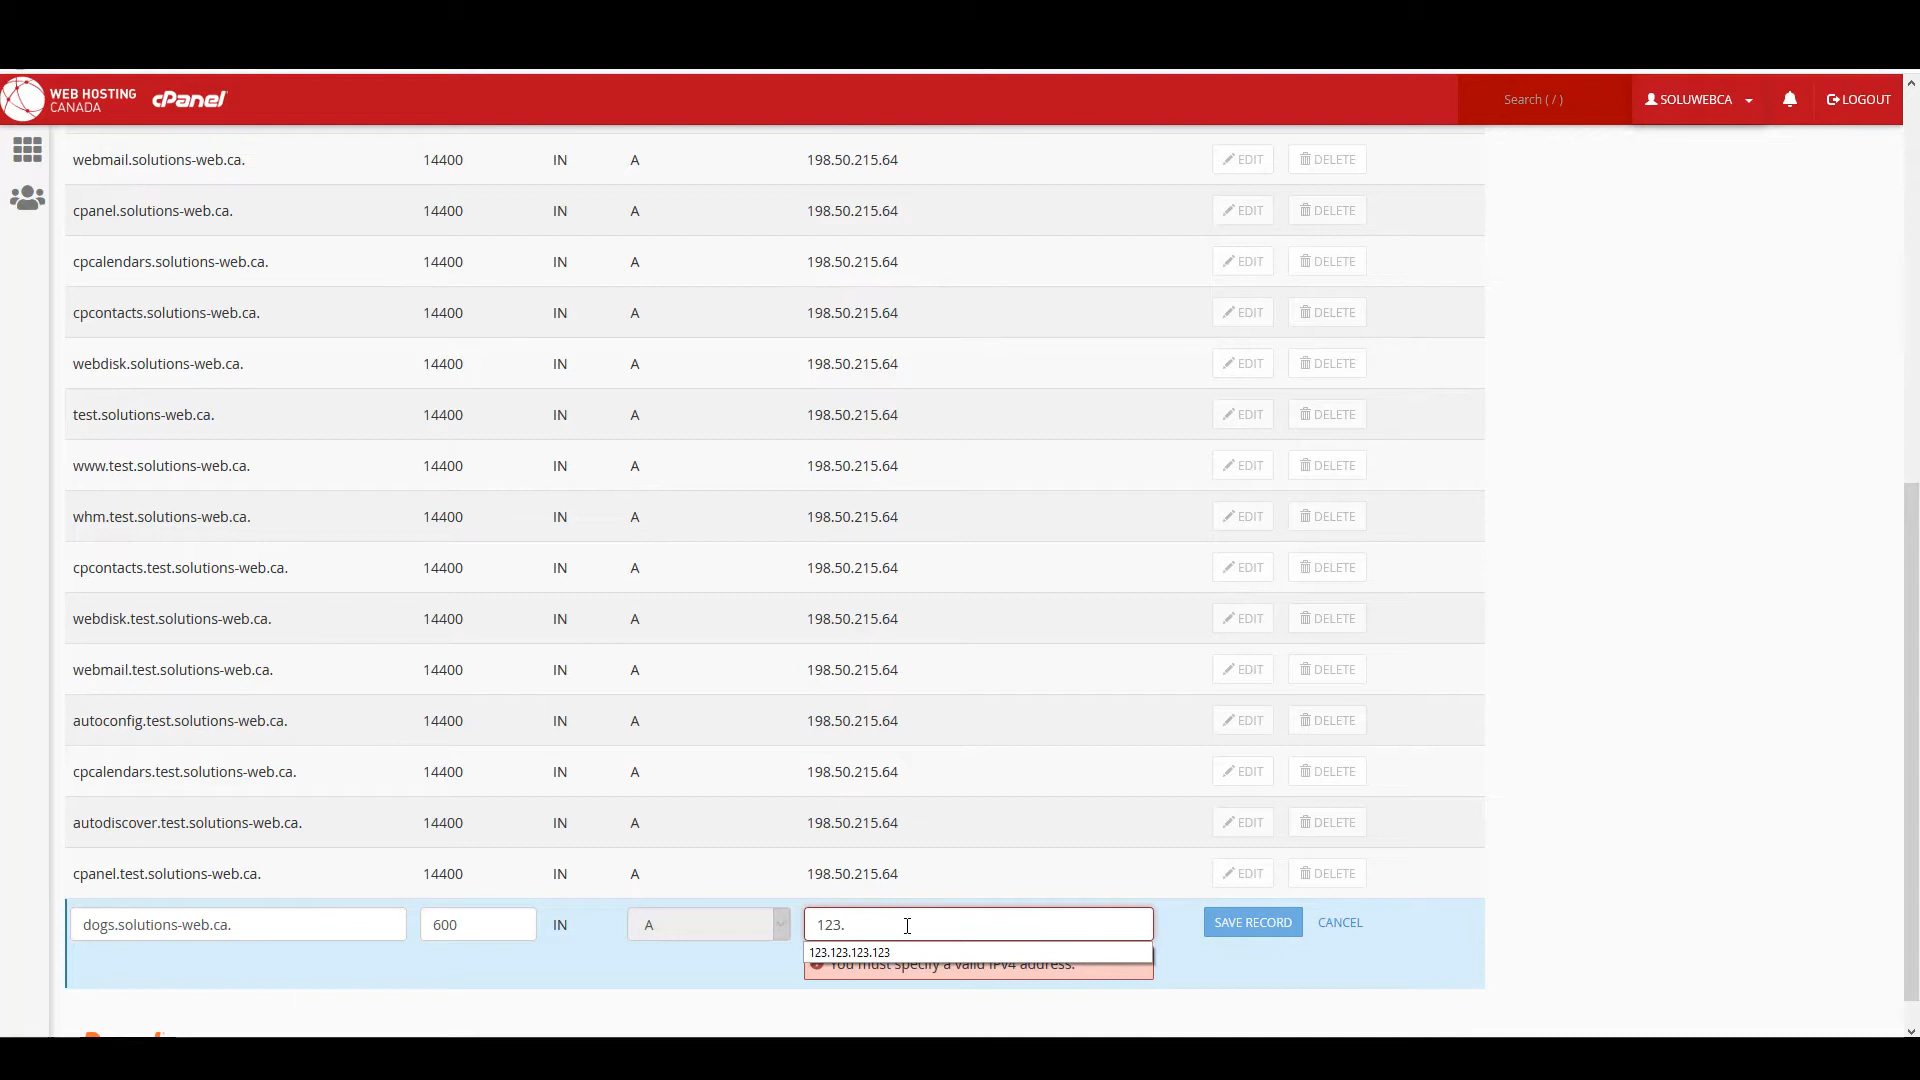 WEB HOSTING
CANADA
cPanel
Search ( / )
SOLUWEBCA
LOGOUT
webmail.solutions-web.ca. 14400 IN A 198.50.215.64 EDIT DELETE
cpanel.solutions-web.ca. 14400 IN A 198.50.215.64 EDIT DELETE
cpcalendars.solutions-web.ca. 14400 IN A 198.50.215.64 EDIT DELETE
cpcontacts.solutions-web.ca. 14400 IN A 198.50.215.64 EDIT DELETE
webdisk.solutions-web.ca. 14400 IN A 198.50.215.64 EDIT DELETE
test.solutions-web.ca. 14400 IN A 198.50.215.64 EDIT DELETE
www.test.solutions-web.ca. 14400 IN A 198.50.215.64 EDIT DELETE
whm.test.solutions-web.ca. 14400 IN A 198.50.215.64 EDIT DELETE
cpcontacts.test.solutions-web.ca. 14400 IN A 198.50.215.64 EDIT DELETE
webdisk.test.solutions-web.ca. 14400 IN A 198.50.215.64 EDIT DELETE
webmail.test.solutions-web.ca. 14400 IN A 198.50.215.64 EDIT DELETE
autoconfig.test.solutions-web.ca. 14400 IN A 198.50.215.64 EDIT DELETE
cpcalendars.test.solutions-web.ca. 14400 IN A 198.50.215.64 EDIT DELETE
autodiscover.test.solutions-web.ca. 14400 IN A 198.50.215.64 EDIT DELETE
cpanel.test.solutions-web.ca. 14400 IN A 198.50.215.64 EDIT DELETE
dogs.solutions-web.ca. 600 IN A 123. SAVE RECORD CANCEL
123.123.123.123
You must specify a valid IPv4 address.